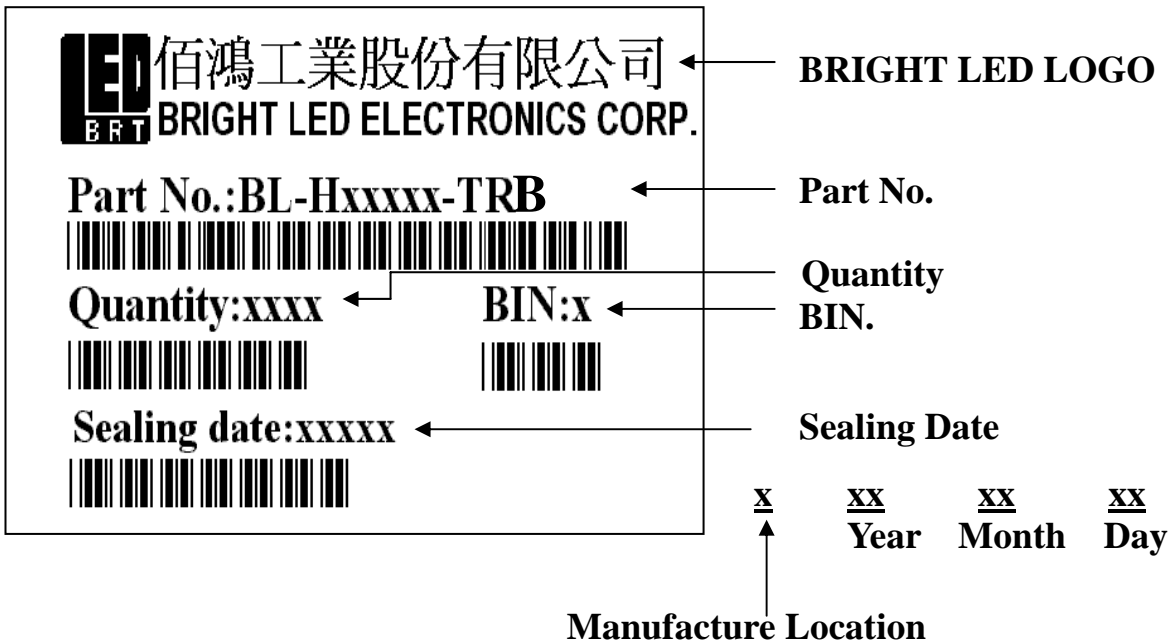 LED 佰鴻工業股份有限公司
BRT BRIGHT LED ELECTRONICS CORP.
BRIGHT LED LOGO
Part No.:BL-Hxxxxx-TRB
Part No.
Quantity:xxxx
BIN:x
Quantity
BIN.
Sealing date:xxxxx
Sealing Date
x xx xx xx
Year Month Day
Manufacture Location